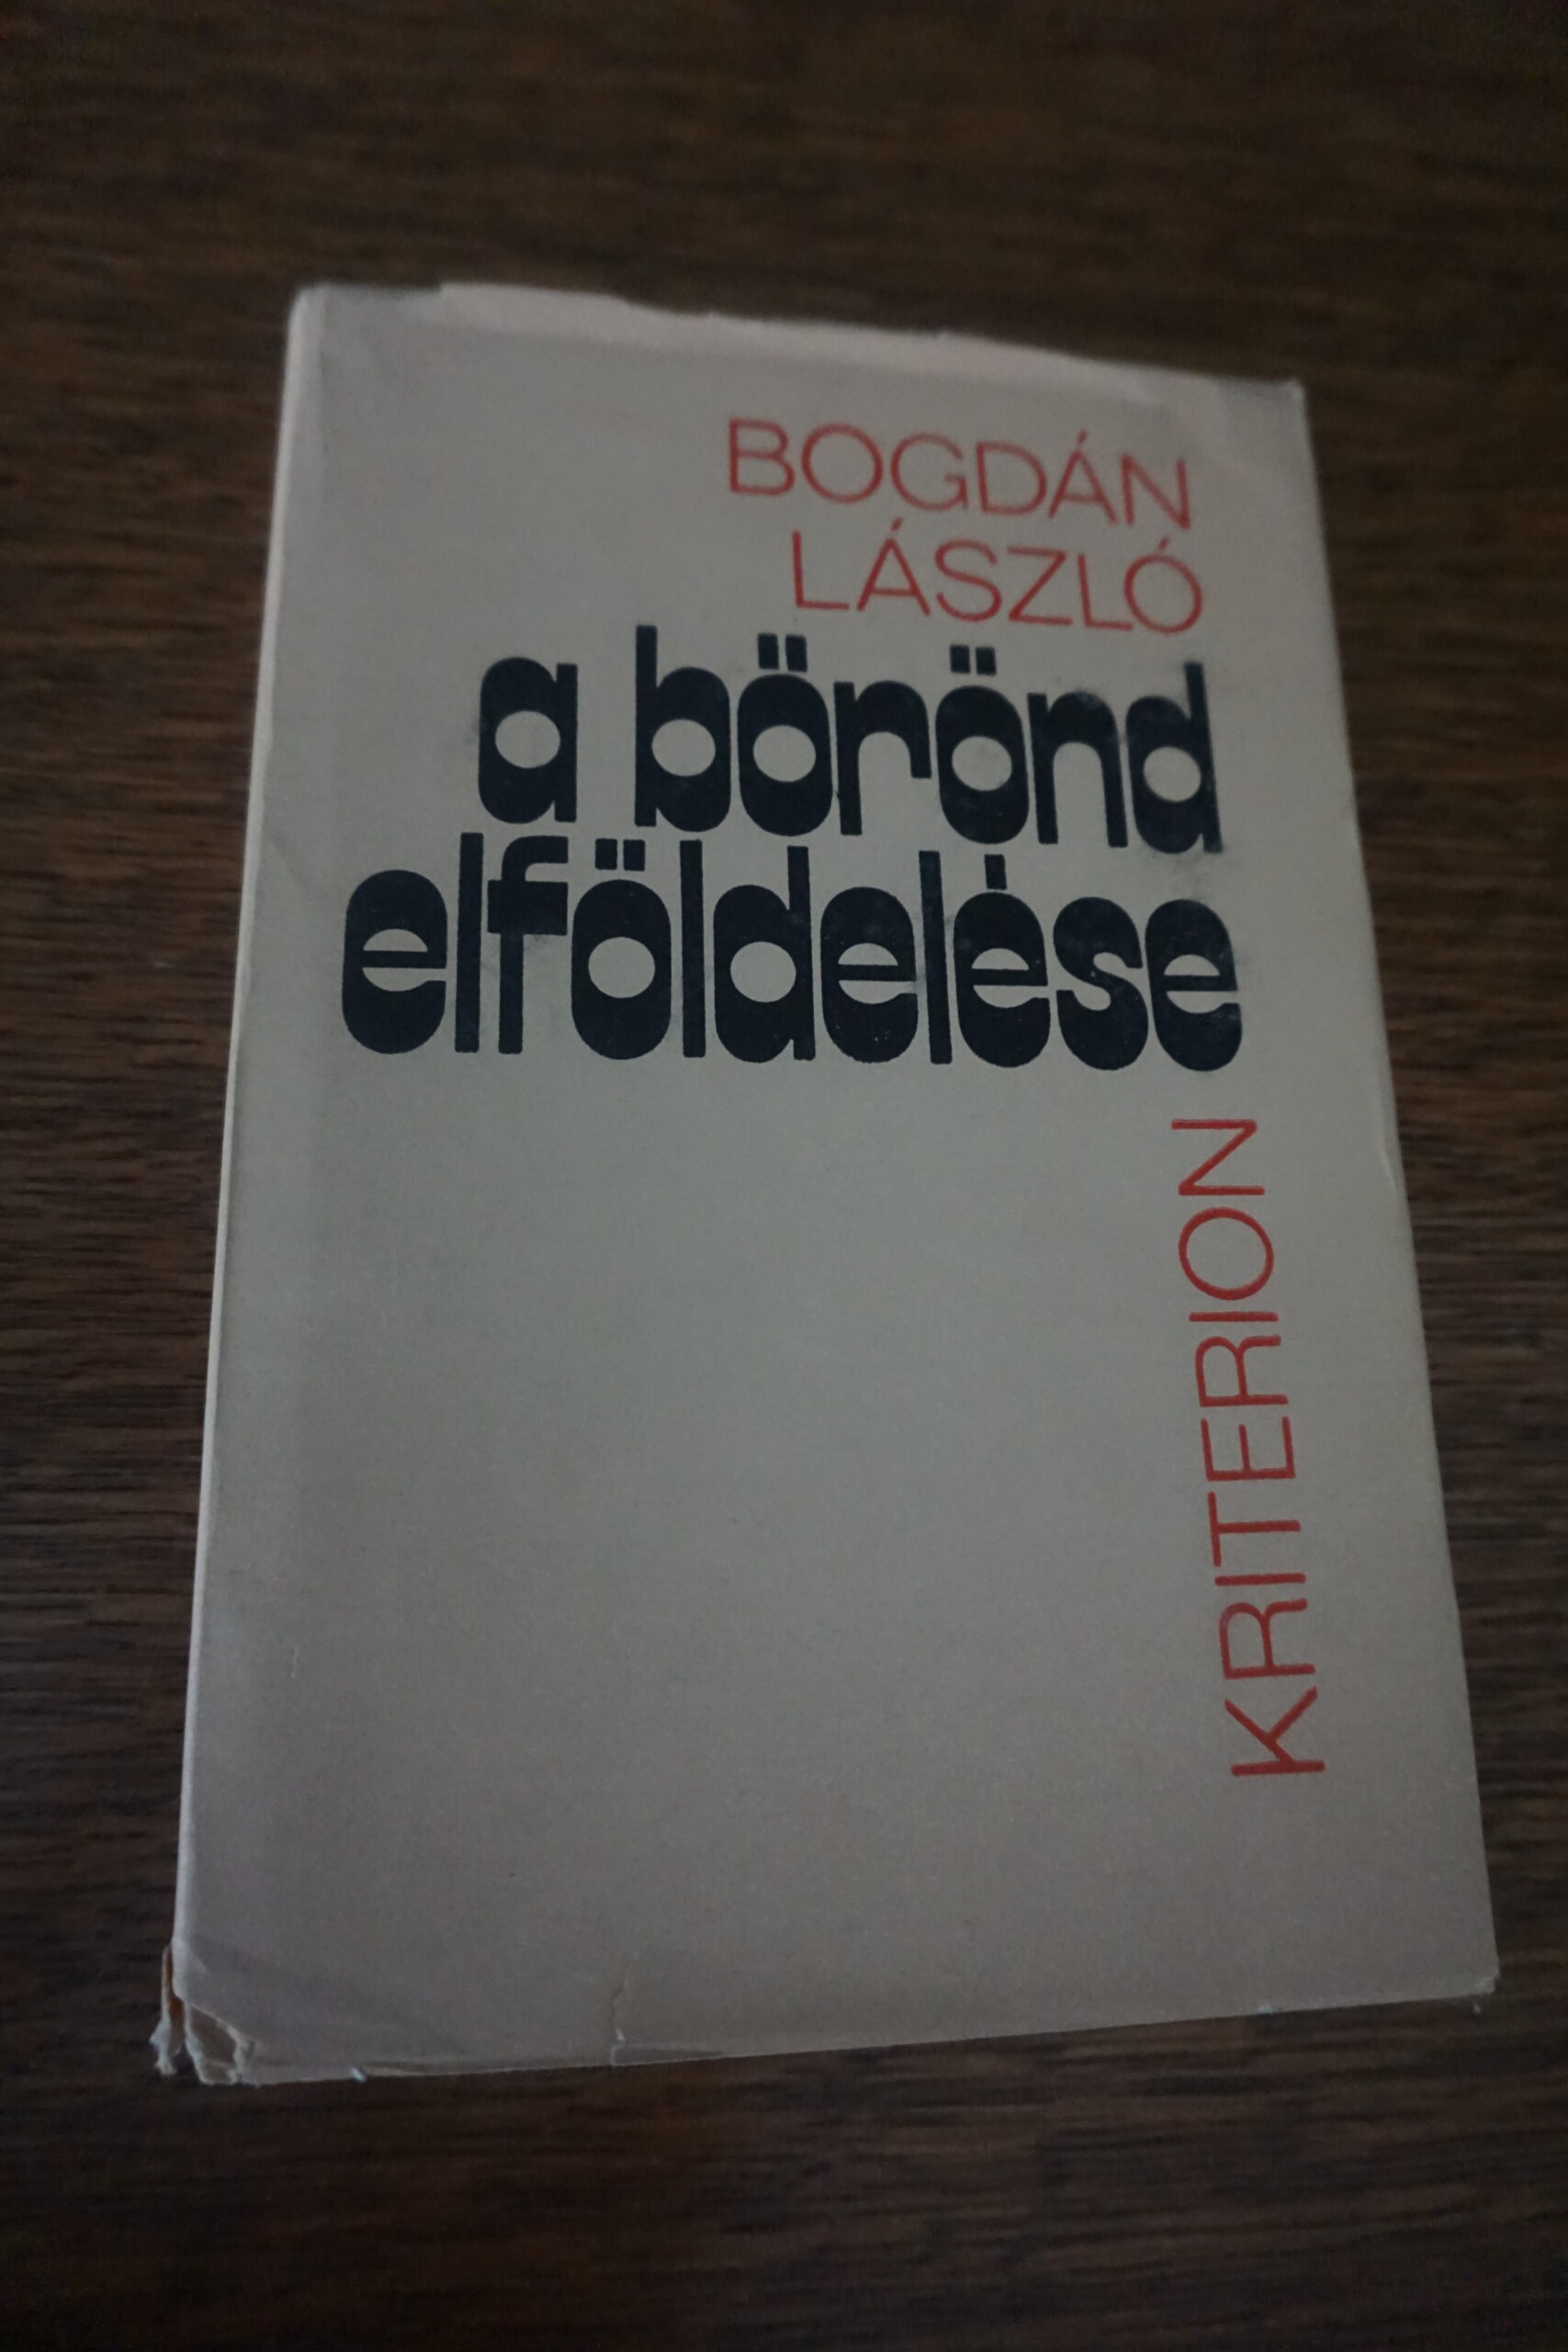 BOGDÁN
LÁSZLÓ
a bőrönd
elföldelése
KRITERION